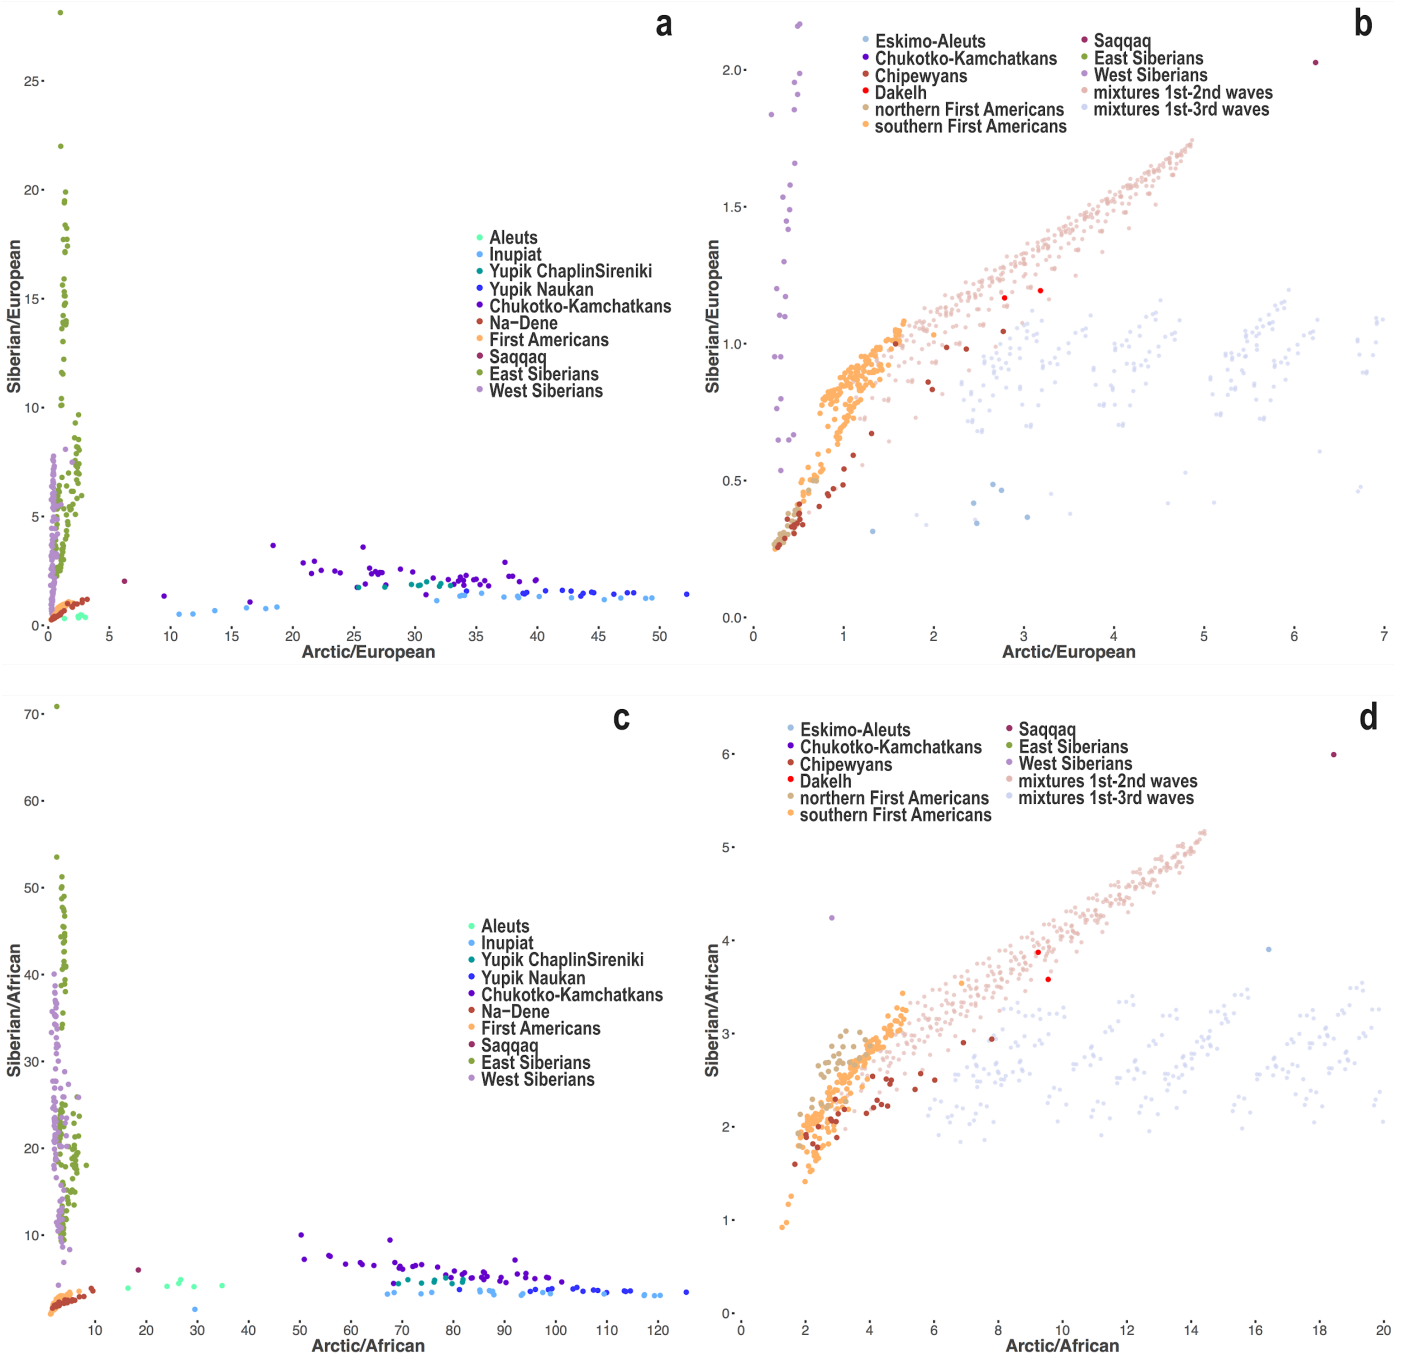 a
25
20
15
10
5
0
Siberian/European
Aleuts
Inupiat
Yupik ChaplinSireniki
Yupik Naukan
Chukotko-Kamchatkans
Na–Dene
First Americans
Saqqaq
East Siberians
West Siberians
0 5 10 15 20 25 30 35 40 45 50
Arctic/European
b
2.0
1.5
1.0
0.5
0.0
Siberian/European
Eskimo-Aleuts
Chukotko-Kamchatkans
Chipewyans
Dakelh
northern First Americans
southern First Americans
Saqqaq
East Siberians
West Siberians
mixtures 1st-2nd waves
mixtures 1st-3rd waves
0 1 2 3 4 5 6 7
Arctic/European
c
70
60
50
40
30
20
10
Siberian/African
Aleuts
Inupiat
Yupik ChaplinSireniki
Yupik Naukan
Chukotko-Kamchatkans
Na–Dene
First Americans
Saqqaq
East Siberians
West Siberians
10 20 30 40 50 60 70 80 90 100 110 120
Arctic/African
d
6
5
4
3
2
1
0
Siberian/African
Eskimo-Aleuts
Chukotko-Kamchatkans
Chipewyans
Dakelh
northern First Americans
southern First Americans
Saqqaq
East Siberians
West Siberians
mixtures 1st-2nd waves
mixtures 1st-3rd waves
0 2 4 6 8 10 12 14 16 18 20
Arctic/African